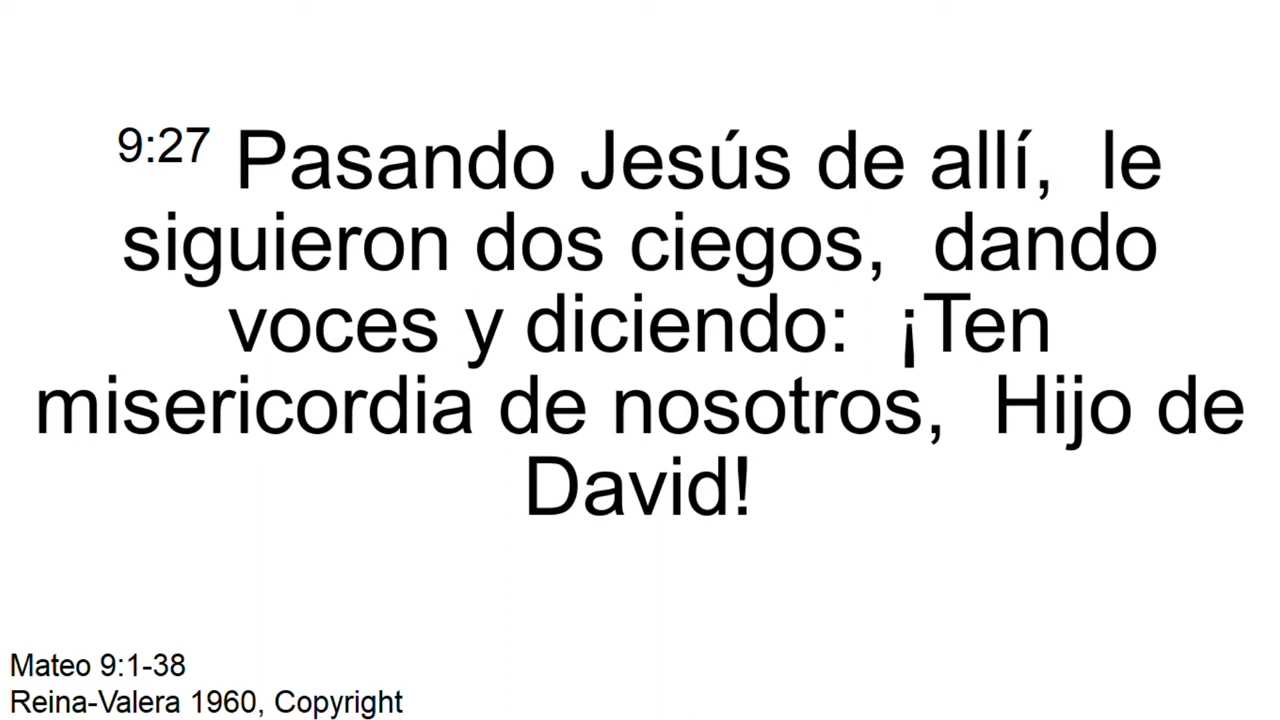 9:27 Pasando Jesús de allí, le
siguieron dos ciegos, dando
voces y diciendo: ¡Ten
misericordia de nosotros, Hijo de
David!
Mateo 9:1-38
Reina-Valera 1960, Copyright